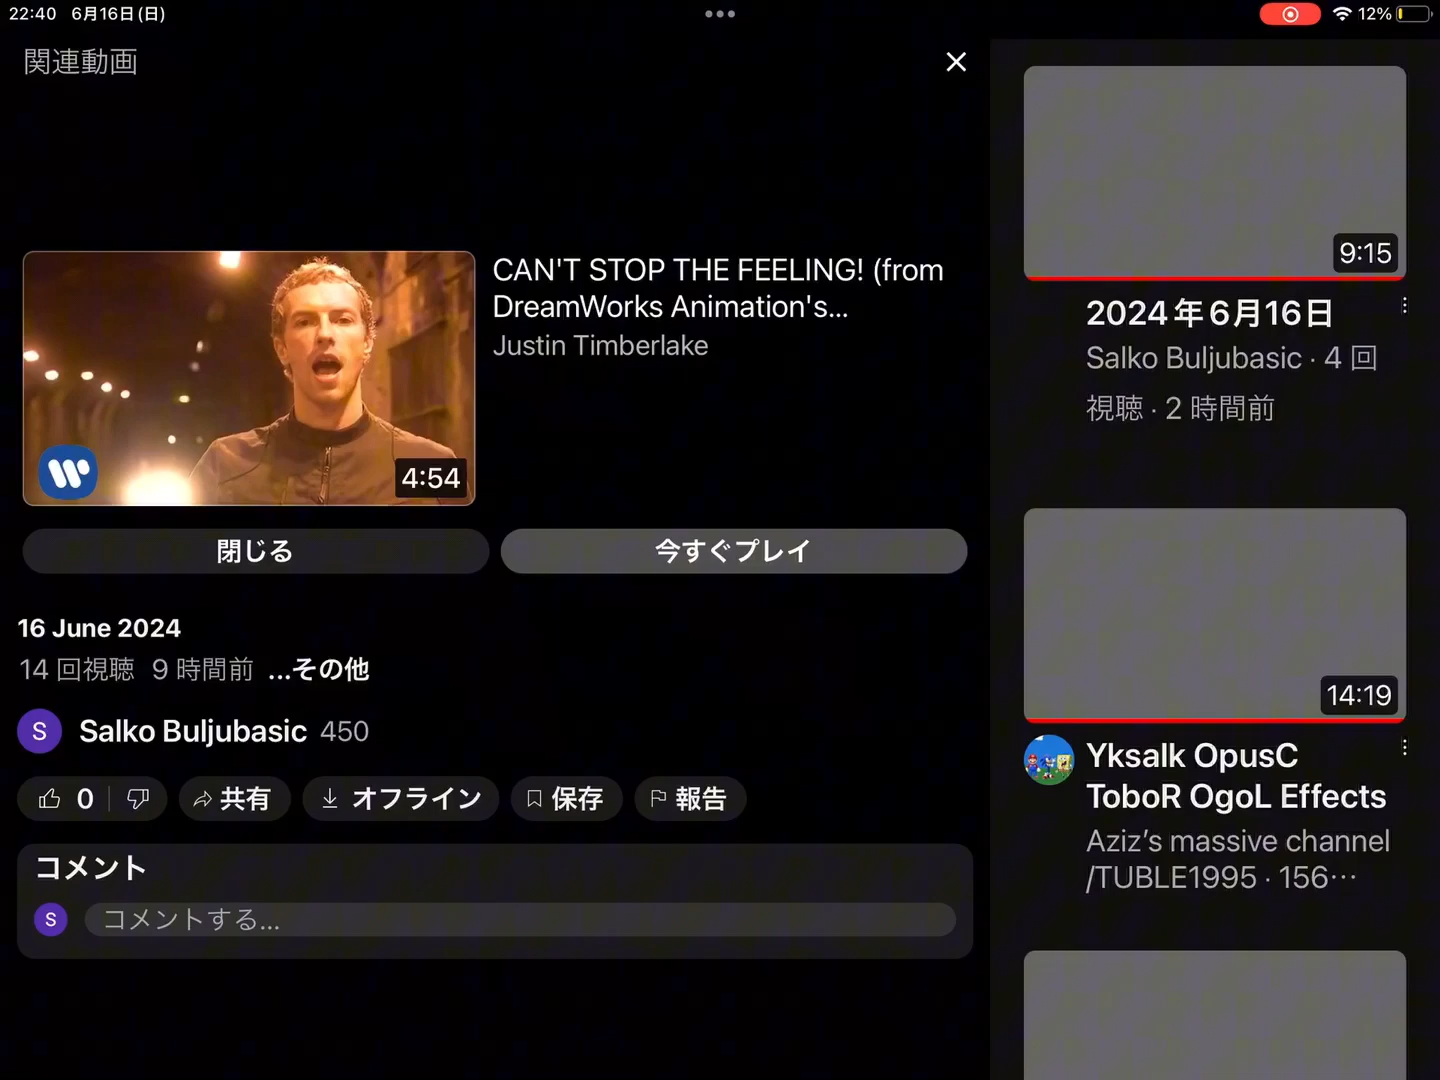 22:40 6月16日(日)
12%
関連動画
CAN'T STOP THE FEELING! (from
DreamWorks Animation's...
Justin Timberlake
4:54
閉じる
今すぐプレイ
16 June 2024
14 回視聴 9 時間前 ...その他
S
Salko Buljubasic 450
0
共有
オフライン
保存
報告
コメント
S
コメントする...
9:15
2024年6月16日
Salko Buljubasic · 4 回
視聴 · 2 時間前
14:19
Yksalk OpusC
ToboR OgoL Effects
Aziz’s massive channel
/TUBLE1995 · 156…